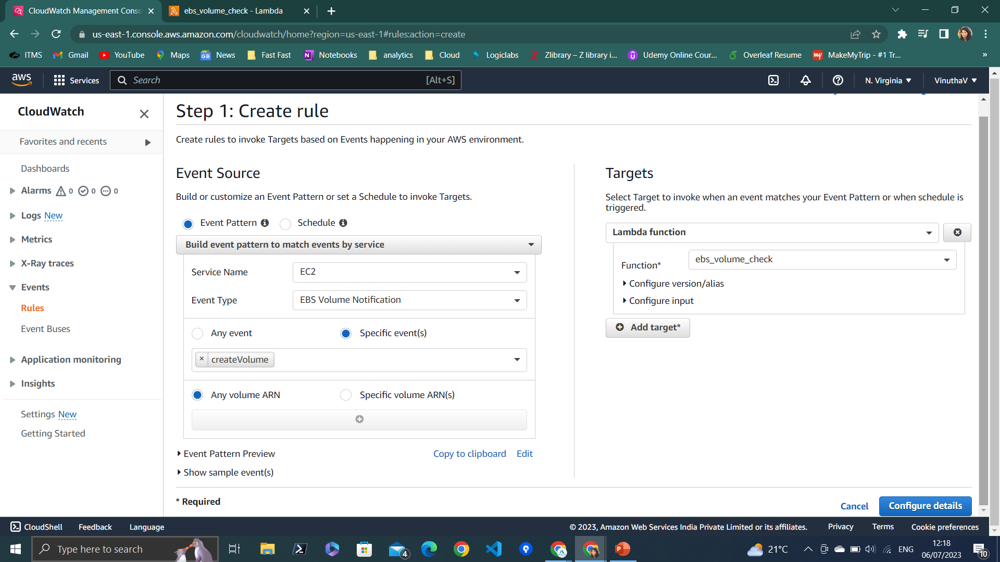 CloudWatch Management Conso
ebs_volume_check - Lambda
us-east-1.console.aws.amazon.com/cloudwatch/home?region=us-east-1#rules:action=create
ITMS
Gmail
YouTube
Maps
News
Fast Fast
Notebooks
analytics
Cloud
Logiclabs
Zlibrary – Z library i...
Udemy Online Cour...
Overleaf Resume
MakeMyTrip - #1 Tr...
»
aws
Services
Search
[Alt+S]
N. Virginia
VinuthaV
CloudWatch
Favorites and recents
Dashboards
Alarms 0 0 0
Logs New
Metrics
X-Ray traces
Events
Rules
Event Buses
Application monitoring
Insights
Settings New
Getting Started
Step 1: Create rule
Create rules to invoke Targets based on Events happening in your AWS environment.
Event Source
Build or customize an Event Pattern or set a Schedule to invoke Targets.
Event Pattern
Schedule
Build event pattern to match events by service
Service Name
EC2
Event Type
EBS Volume Notification
Any event
Specific event(s)
× createVolume
Any volume ARN
Specific volume ARN(s)
Event Pattern Preview
Copy to clipboard
Edit
Show sample event(s)
* Required
Targets
Select Target to invoke when an event matches your Event Pattern or when schedule is
triggered.
Lambda function
Function*
ebs_volume_check
Configure version/alias
Configure input
Add target*
Cancel
Configure details
CloudShell
Feedback
Language
© 2023, Amazon Web Services India Private Limited or its affiliates.
Privacy
Terms
Cookie preferences
Type here to search
4
21°C
ENG
12:18
06/07/2023
10